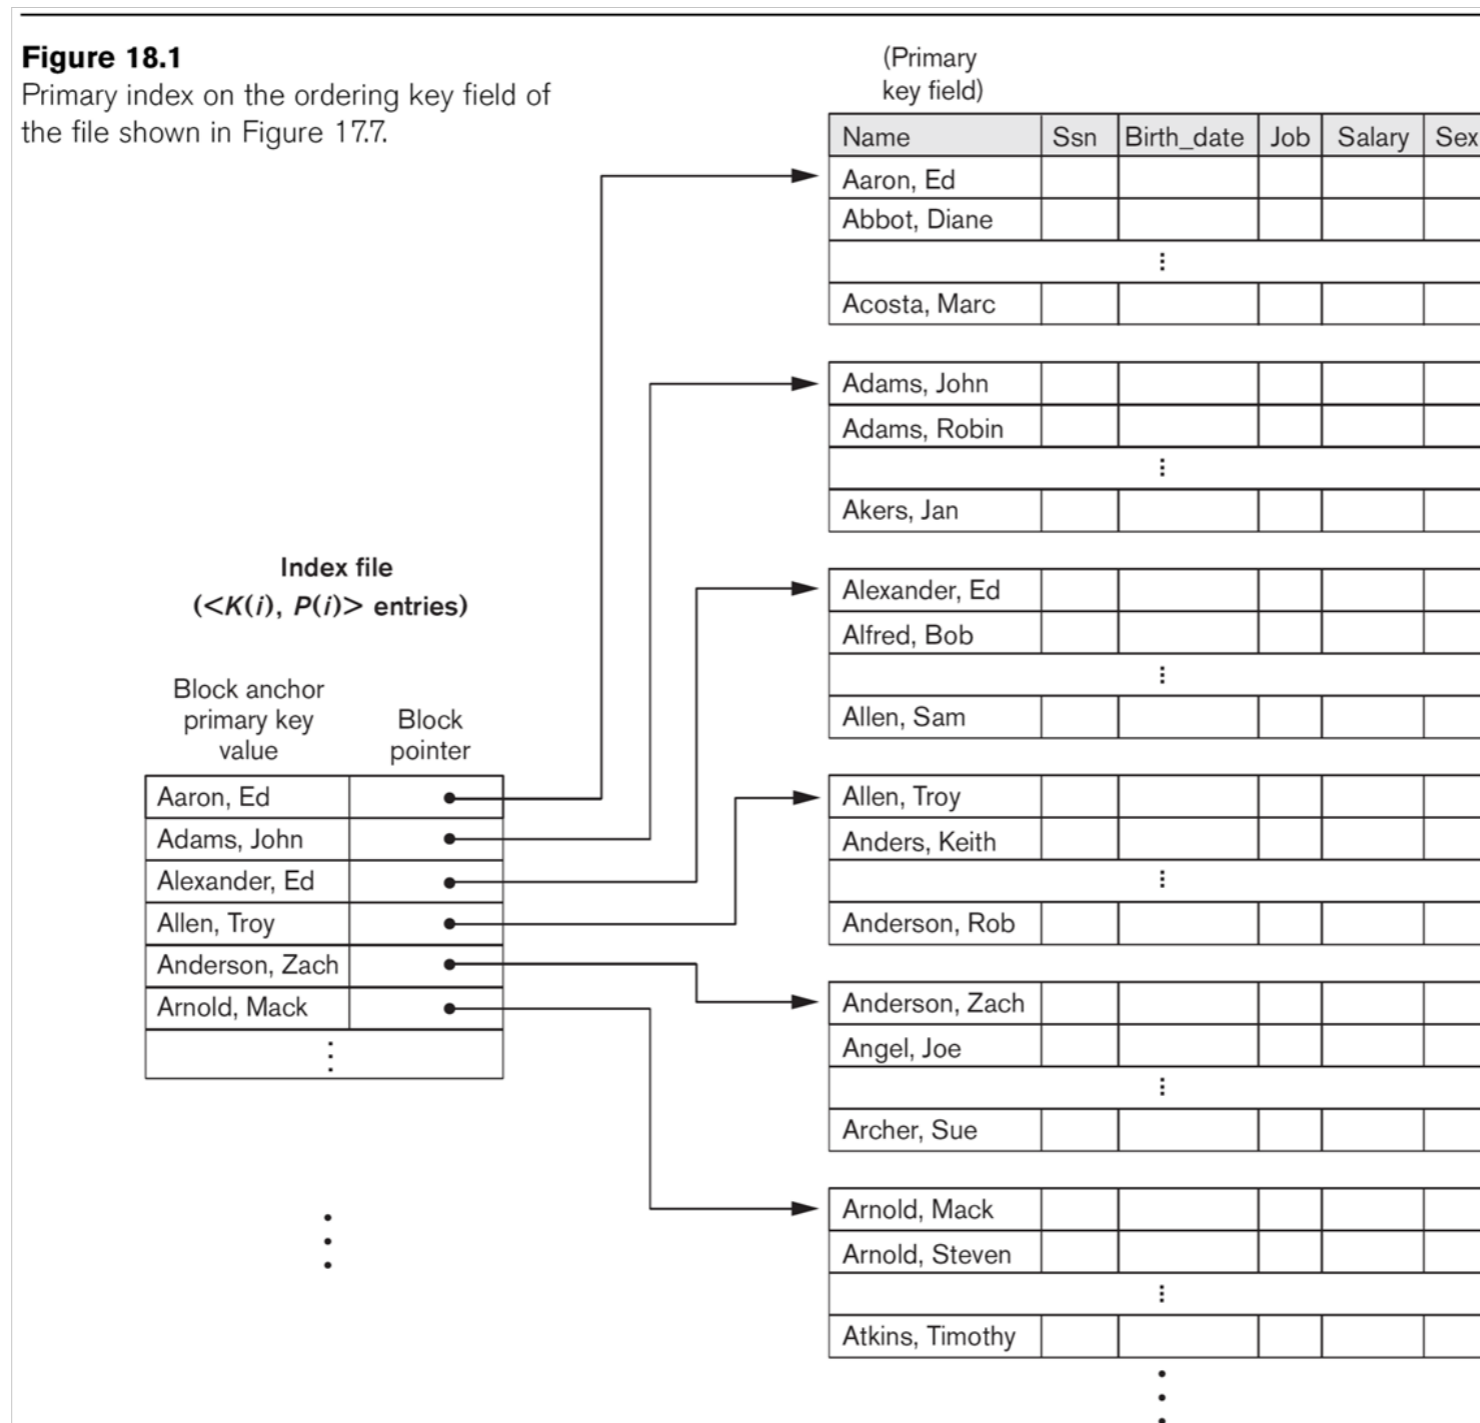 Figure 18.1
Primary index on the ordering key field of
the file shown in Figure 17.7.
(Primary
key field)
Name Ssn Birth_date Job Salary Sex
Aaron, Ed
Abbot, Diane
Acosta, Marc
Adams, John
Adams, Robin
Akers, Jan
Index file
(<K(i), P(i)> entries)
Alexander, Ed
Alfred, Bob
Allen, Sam
Block anchor
primary key
value
Block
pointer
Aaron, Ed
Adams, John
Alexander, Ed
Allen, Troy
Anderson, Zach
Arnold, Mack
Allen, Troy
Anders, Keith
Anderson, Rob
Anderson, Zach
Angel, Joe
Archer, Sue
Arnold, Mack
Arnold, Steven
Atkins, Timothy